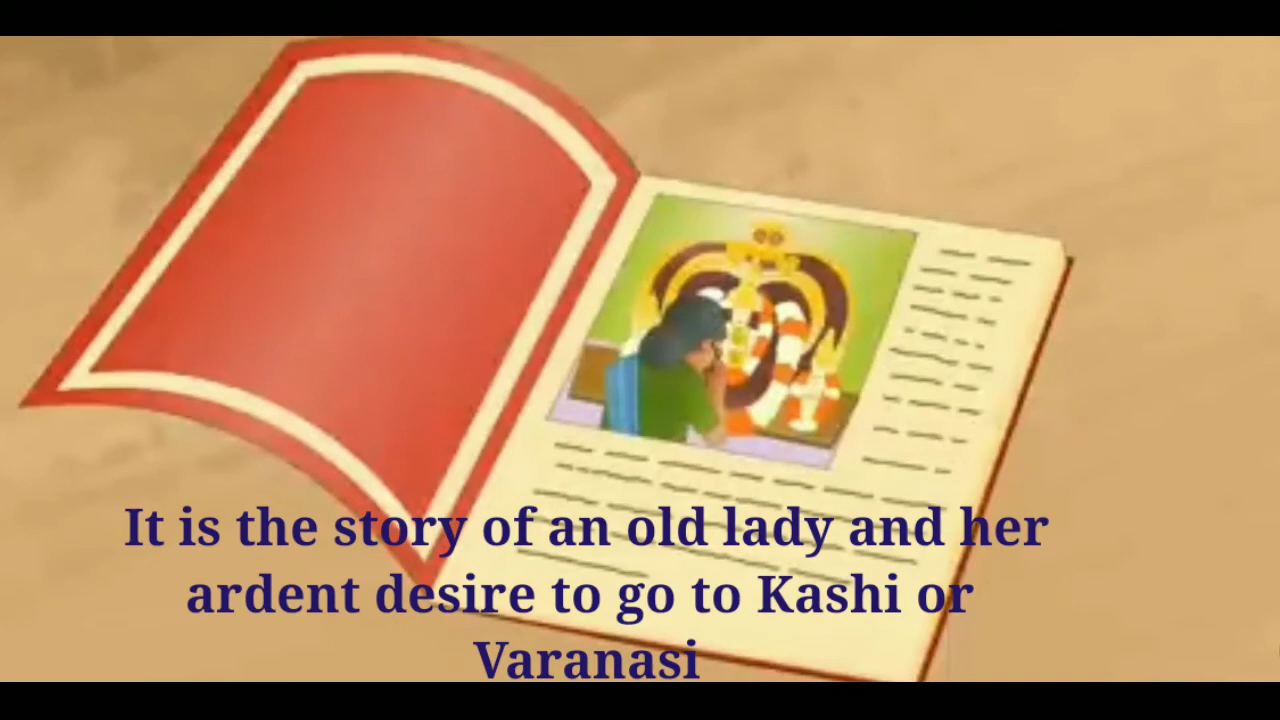 It is the story of an old lady and her
ardent desire to go to Kashi or
Varanasi